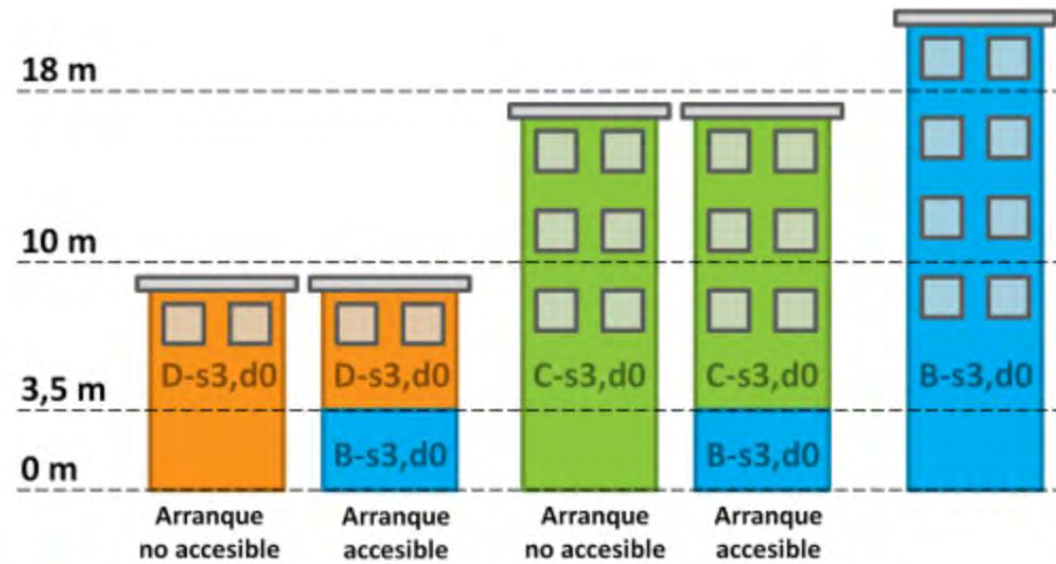 18 m
10 m
3,5 m
0 m
D-s3,d0
D-s3,d0
C-s3,d0
C-s3,d0
B-s3,d0
B-s3,d0
B-s3,d0
Arranque
no accesible
Arranque
accesible
Arranque
no accesible
Arranque
accesible